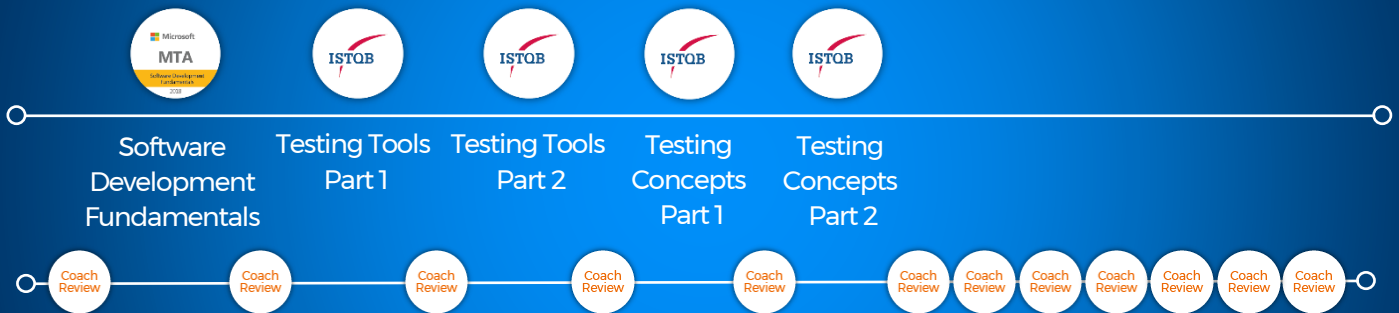 Microsoft
MTA
Software Development
Fundamentals
2018
ISTQB
ISTQB
ISTQB
ISTQB
Software
Development
Fundamentals
Testing Tools
Part 1
Testing Tools
Part 2
Testing
Concepts
Part 1
Testing
Concepts
Part 2
Coach
Review
Coach
Review
Coach
Review
Coach
Review
Coach
Review
Coach
Review
Coach
Review
Coach
Review
Coach
Review
Coach
Review
Coach
Review
Coach
Review